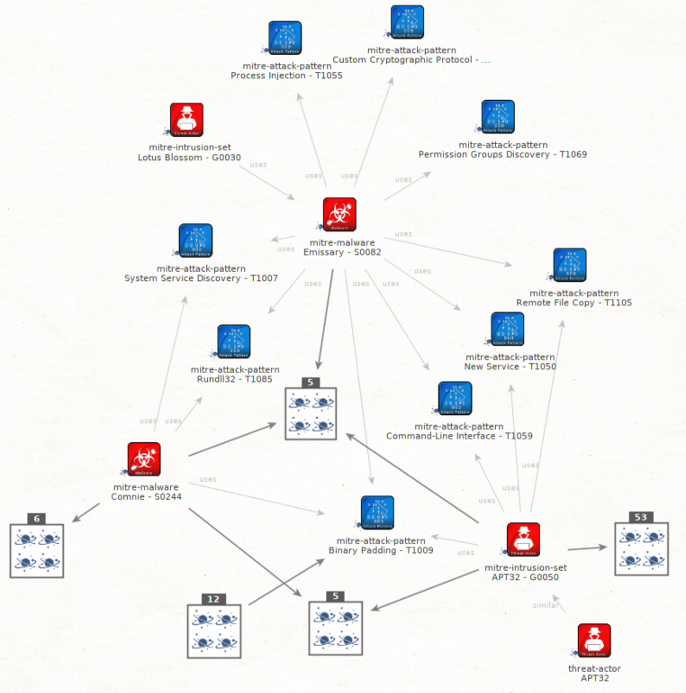 mitre-attack-pattern
Custom Cryptographic Protocol - ...
mitre-attack-pattern
Process Injection - T1055
mitre-intrusion-set
Lotus Blossom - G0030
mitre-attack-pattern
Permission Groups Discovery - T1069
uses
uses
uses
uses
mitre-malware
Emissary - S0082
uses
uses
mitre-attack-pattern
System Service Discovery - T1007
uses
uses
uses
uses
mitre-attack-pattern
Remote File Copy - T1105
mitre-attack-pattern
New Service - T1050
mitre-attack-pattern
Rundll32 - T1085
5
mitre-attack-pattern
Command-Line Interface - T1059
uses
uses
mitre-malware
Comnie - S0244
uses
uses
uses
6
53
mitre-attack-pattern
Binary Padding - T1009
uses
mitre-intrusion-set
APT32 - G0050
12
5
similar
threat-actor
APT32